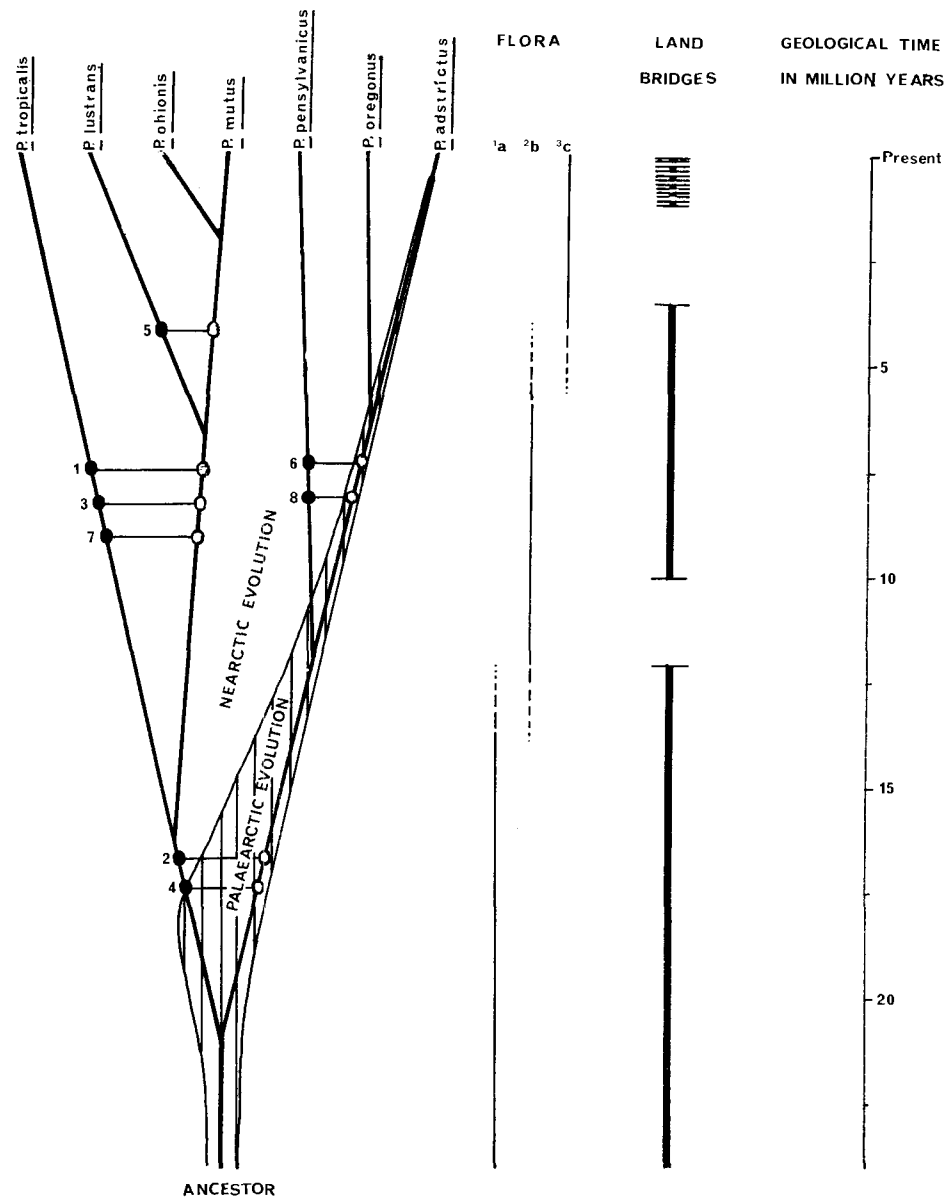 P. tropicalis
P. lustrans
P. ohionis
P. mutus
P. pensylvanicus
P. oregonus
P. adstrictus
FLORA
LAND
BRIDGES
GEOLOGICAL TIME
IN MILLION YEARS
1a 2b 3c
Present
5
5
1
6
3
8
7
10
NEARCTIC EVOLUTION
PALAEARCTIC EVOLUTION
15
2
4
20
ANCESTOR